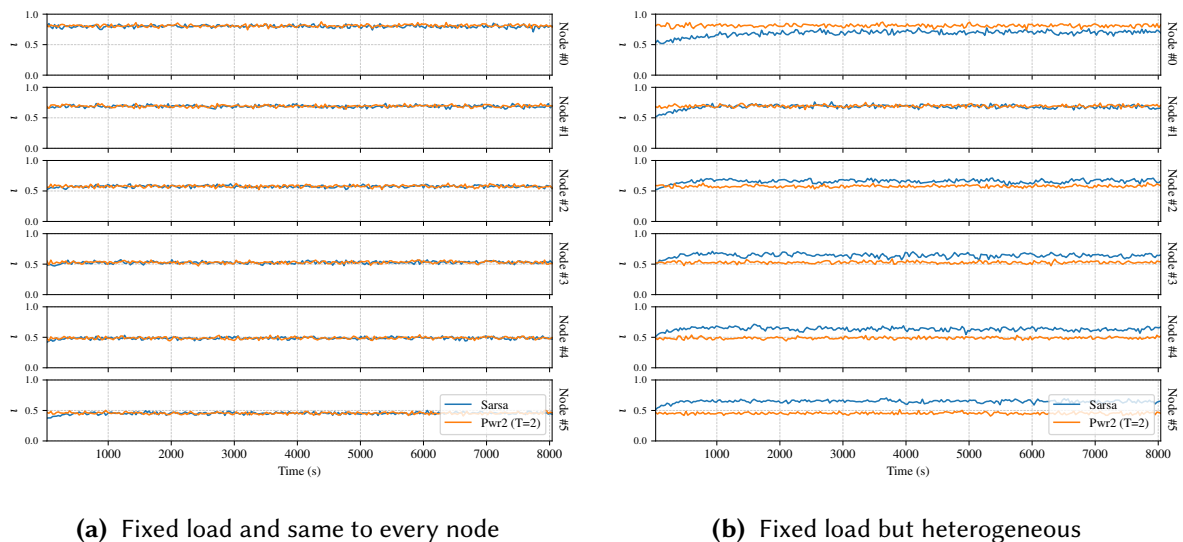 1.0
0.5
0.0
ι
Node #0
1.0
0.5
0.0
ι
Node #1
1.0
0.5
0.0
ι
Node #2
1.0
0.5
0.0
ι
Node #3
1.0
0.5
0.0
ι
Node #4
1.0
0.5
0.0
ι
Node #5
Sarsa
Pwr2 (T=2)
1000 2000 3000 4000 5000 6000 7000 8000
Time (s)
(a) Fixed load and same to every node
1.0
0.5
0.0
ι
Node #0
1.0
0.5
0.0
ι
Node #1
1.0
0.5
0.0
ι
Node #2
1.0
0.5
0.0
ι
Node #3
1.0
0.5
0.0
ι
Node #4
1.0
0.5
0.0
ι
Node #5
Sarsa
Pwr2 (T=2)
1000 2000 3000 4000 5000 6000 7000 8000
Time (s)
(b) Fixed load but heterogeneous